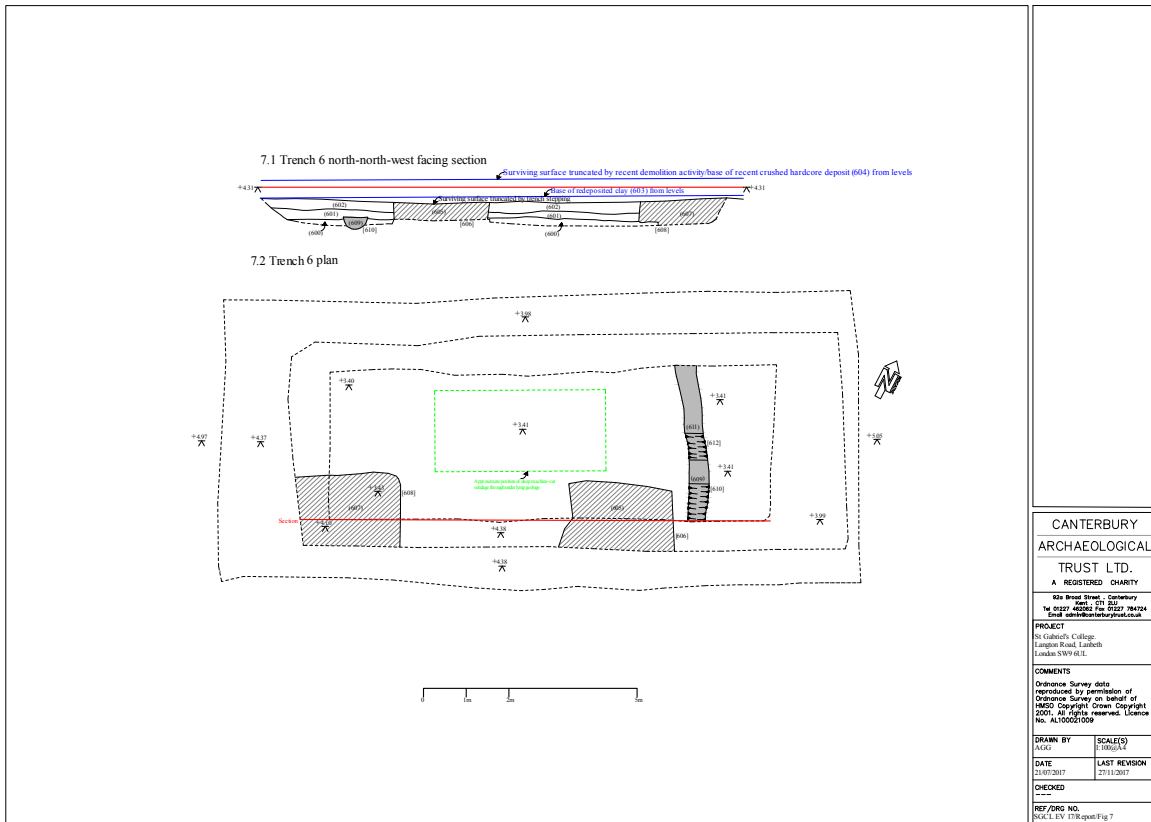 7.1 Trench 6 north-north-west facing section
Surviving surface truncated by recent demolition activity/base of recent crushed hardcore deposit (604) from levels
+4.31
+4.31
Base of redeposited clay (603) from levels
Surviving surface truncated by trench stepping
(602)
(605)
(602)
(607)
(601)
(601)
(609)
[610]
[606]
[608]
(600)
(600)
7.2 Trench 6 plan
+3.98
+3.40
+3.41
+3.41
(611)
[612]
+4.97
+4.37
+5.05
+3.41
(609)
[610]
[608]
(607)
(605)
Section
+4.10
+4.38
+3.99
[606]
+4.38
0
1m
2m
5m
CANTERBURY
ARCHAEOLOGICAL
TRUST LTD.
A REGISTERED CHARITY
92a Broad Street . Canterbury
Kent . CT1 2LU
Tel 01227 462062 Fax 01227 784724
Email admin@canterburytrust.co.uk
PROJECT
St Gabriel's College.
Langton Road, Lanbeth
London SW9 6UL
COMMENTS
Ordnance Survey data
reproduced by permission of
Ordnance Survey on behalf of
HMSO Copyright Crown Copyright
2001. All rights reserved. Licence
No. AL100021009
DRAWN BY
AGG
SCALE(S)
1:100@A4
DATE
21/07/2017
LAST REVISION
27/11/2017
CHECKED
---
REF/DRG NO.
SGCL EV 17/Report/Fig 7